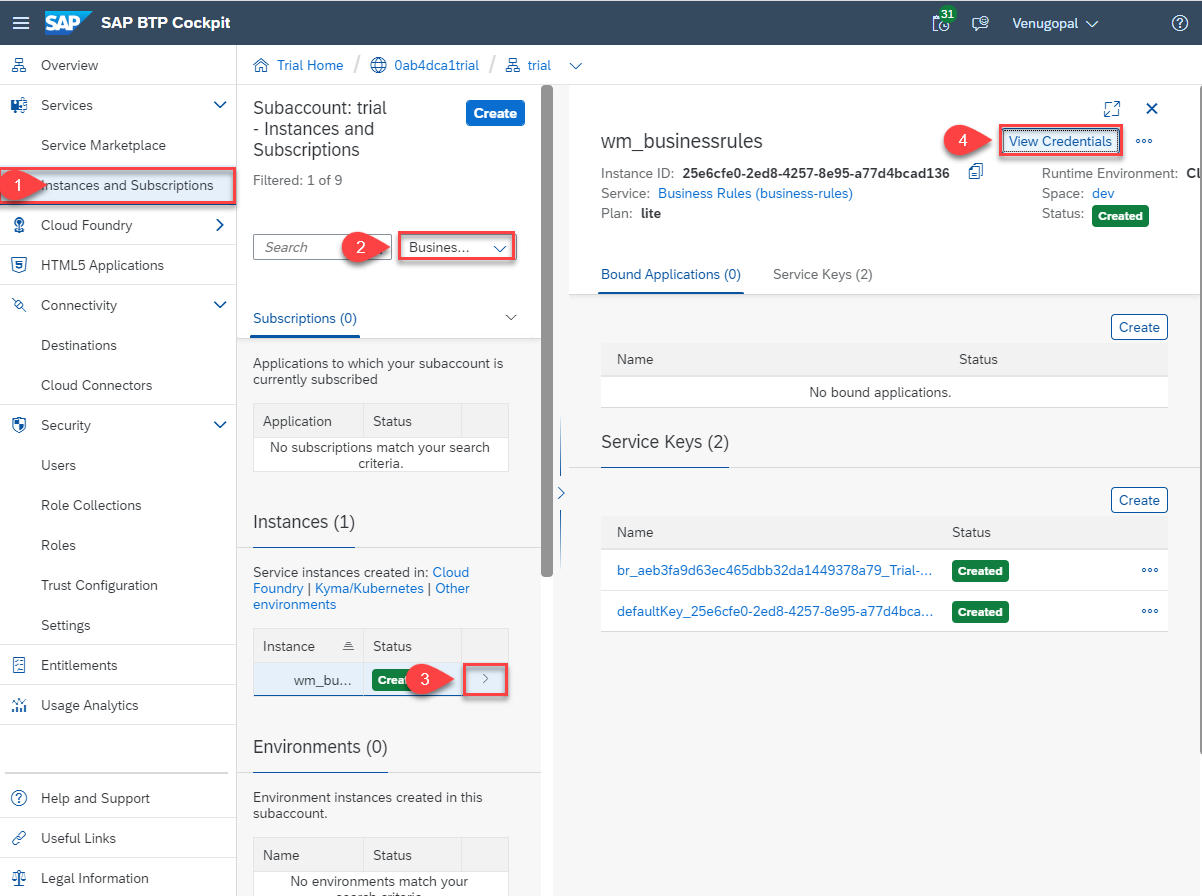 SAP SAP BTP Cockpit
31
Venugopal
Overview
Services
Service Marketplace
1
Instances and Subscriptions
Cloud Foundry
5
HTML5 Applications
Connectivity
Destinations
Cloud Connectors
Security
Users
Role Collections
Roles
Trust Configuration
Settings
Entitlements
Usage Analytics
Help and Support
Useful Links
Legal Information
Trial Home / 0ab4dca1trial / trial
Subaccount: trial
- Instances and
Subscriptions
Create
Filtered: 1 of 9
Search
2
Busines...
Subscriptions (0)
Applications to which your subaccount is
currently subscribed
Application Status
No subscriptions match your search
criteria.
Instances (1)
Service instances created in: Cloud
Foundry | Kyma/Kubernetes | Other
environments
Instance Status
wm_bu... Creat
3
Environments (0)
Environment instances created in this
subaccount.
Name Status
No environments match your
search criteria.
wm_businessrules
4
View Credentials
Instance ID: 25e6cfe0-2ed8-4257-8e95-a77d4bcad136
Service: Business Rules (business-rules)
Plan: lite
Runtime Environment: Cl
Space: dev
Status: Created
Bound Applications (0) Service Keys (2)
Create
Name Status
No bound applications.
Service Keys (2)
Create
Name Status
br_aeb3fa9d63ec465dbb32da1449378a79_Trial-... Created
defaultKey_25e6cfe0-2ed8-4257-8e95-a77d4bca... Created